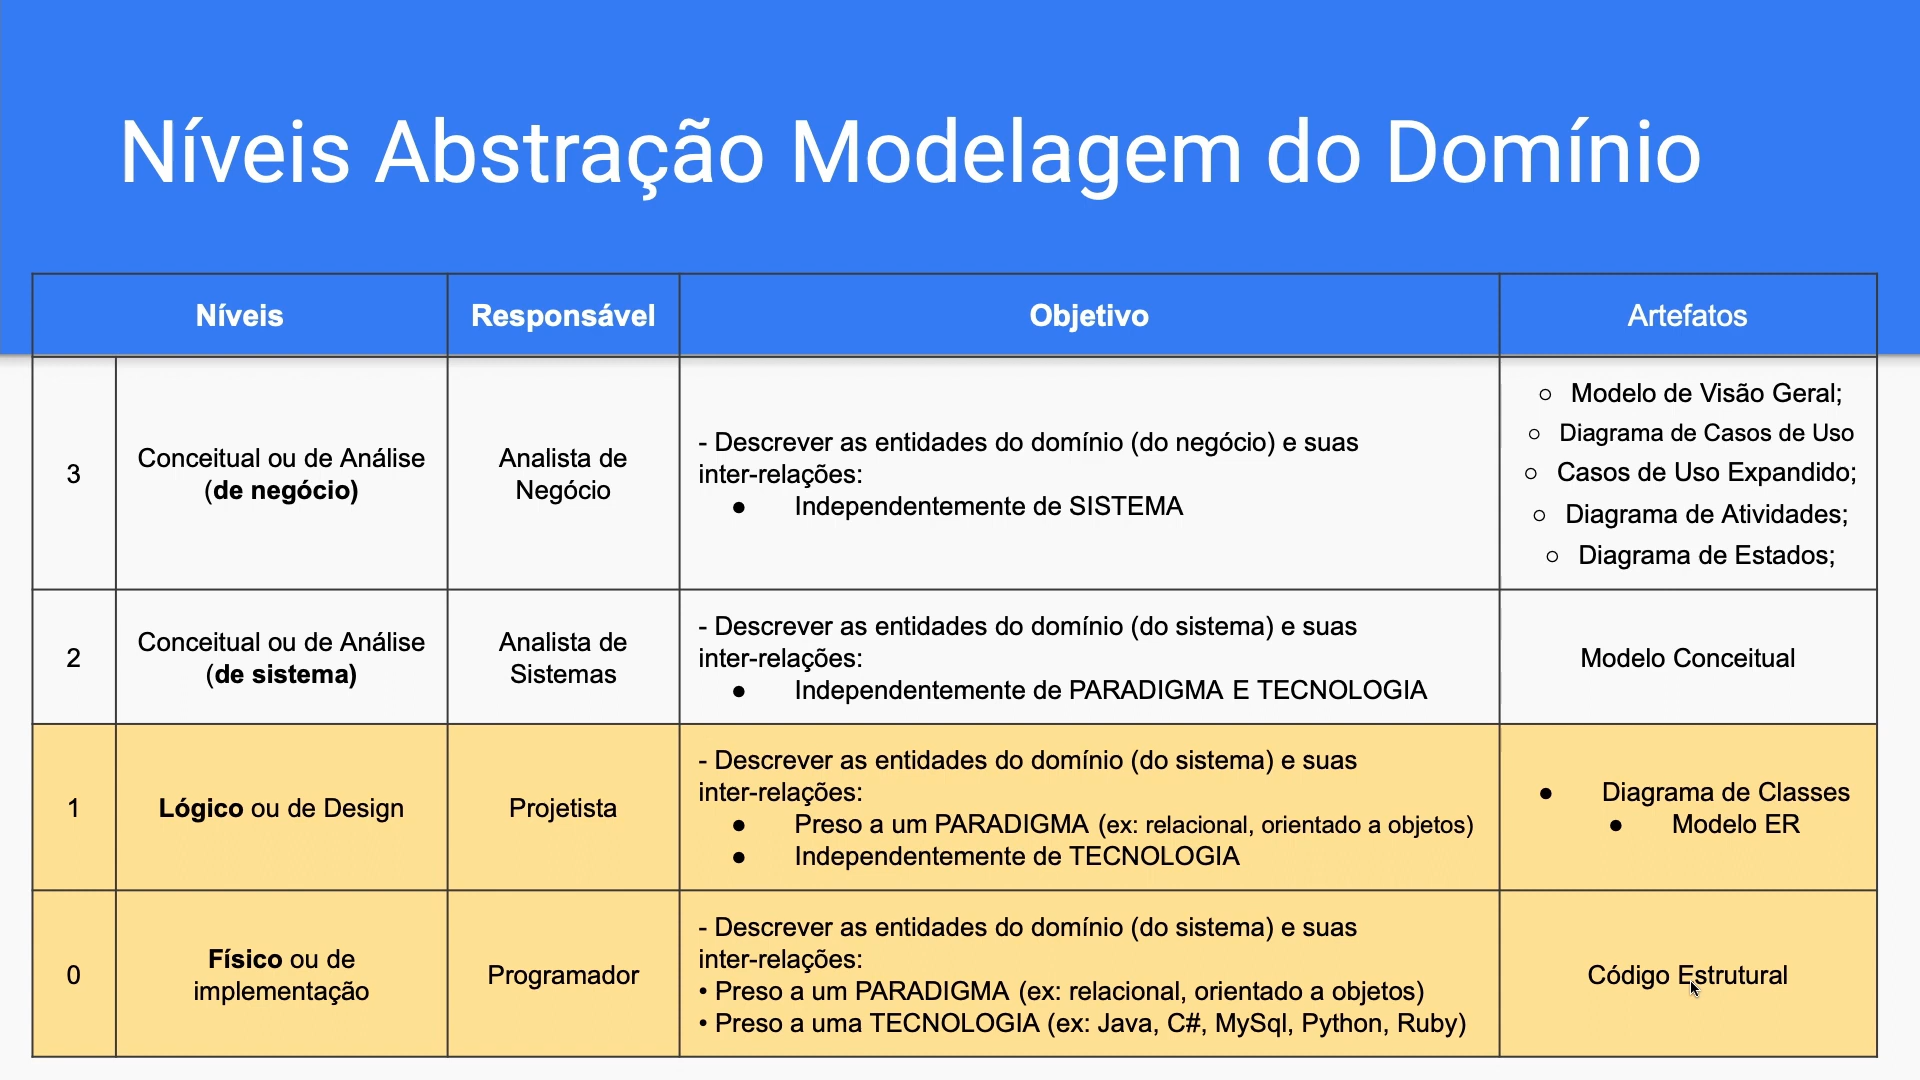 Níveis Abstração Modelagem do Domínio
Níveis
Responsável
Objetivo
Artefatos
3
Conceitual ou de Análise
(de negócio)
Analista de
Negócio
- Descrever as entidades do domínio (do negócio) e suas
inter-relações:
● Independentemente de SISTEMA
○ Modelo de Visão Geral;
○ Diagrama de Casos de Uso
○ Casos de Uso Expandido;
○ Diagrama de Atividades;
○ Diagrama de Estados;
2
Conceitual ou de Análise
(de sistema)
Analista de
Sistemas
- Descrever as entidades do domínio (do sistema) e suas
inter-relações:
● Independentemente de PARADIGMA E TECNOLOGIA
Modelo Conceitual
1
Lógico ou de Design
Projetista
- Descrever as entidades do domínio (do sistema) e suas
inter-relações:
● Preso a um PARADIGMA (ex: relacional, orientado a objetos)
● Independentemente de TECNOLOGIA
● Diagrama de Classes
● Modelo ER
0
Físico ou de
implementação
Programador
- Descrever as entidades do domínio (do sistema) e suas
inter-relações:
• Preso a um PARADIGMA (ex: relacional, orientado a objetos)
• Preso a uma TECNOLOGIA (ex: Java, C#, MySql, Python, Ruby)
Código Estrutural